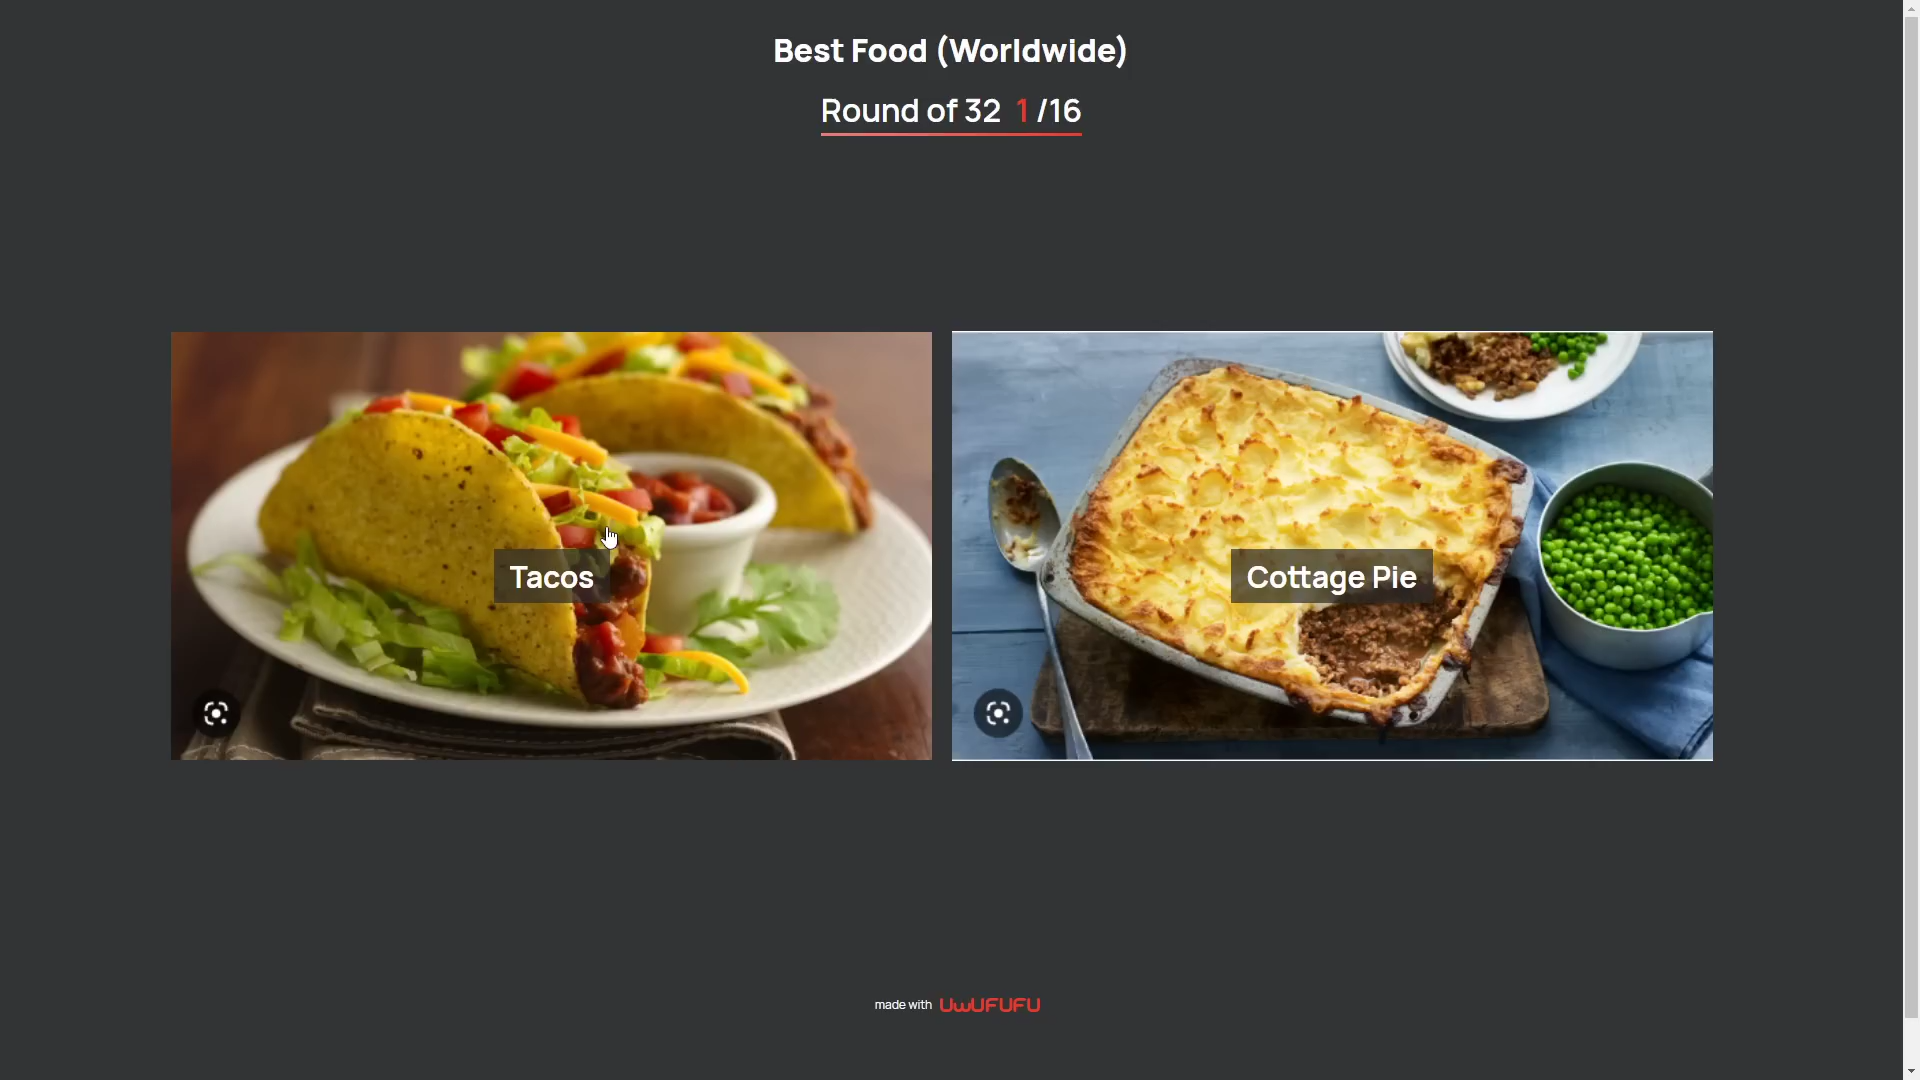 Best Food (Worldwide)
Round of 32 1 /16
Tacos
Cottage Pie
made with UwUFUFU